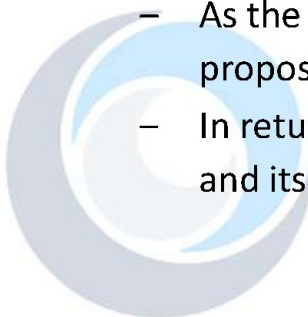 – As the
propos
– In retu
and its